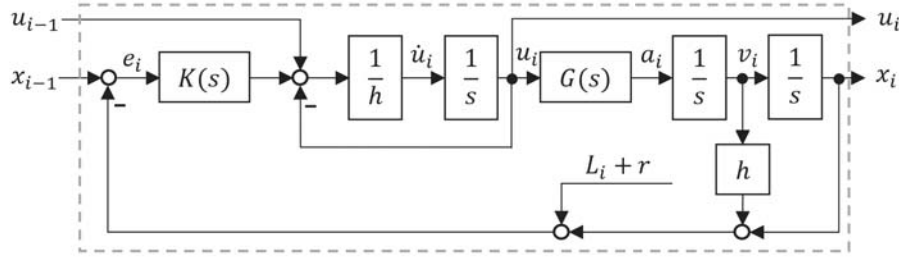 u_{i-1} u_i
x_{i-1} e_i K(s) 1/h u̇_i 1/s u_i G(s) a_i 1/s v_i 1/s x_i
- -
h
L_i + r